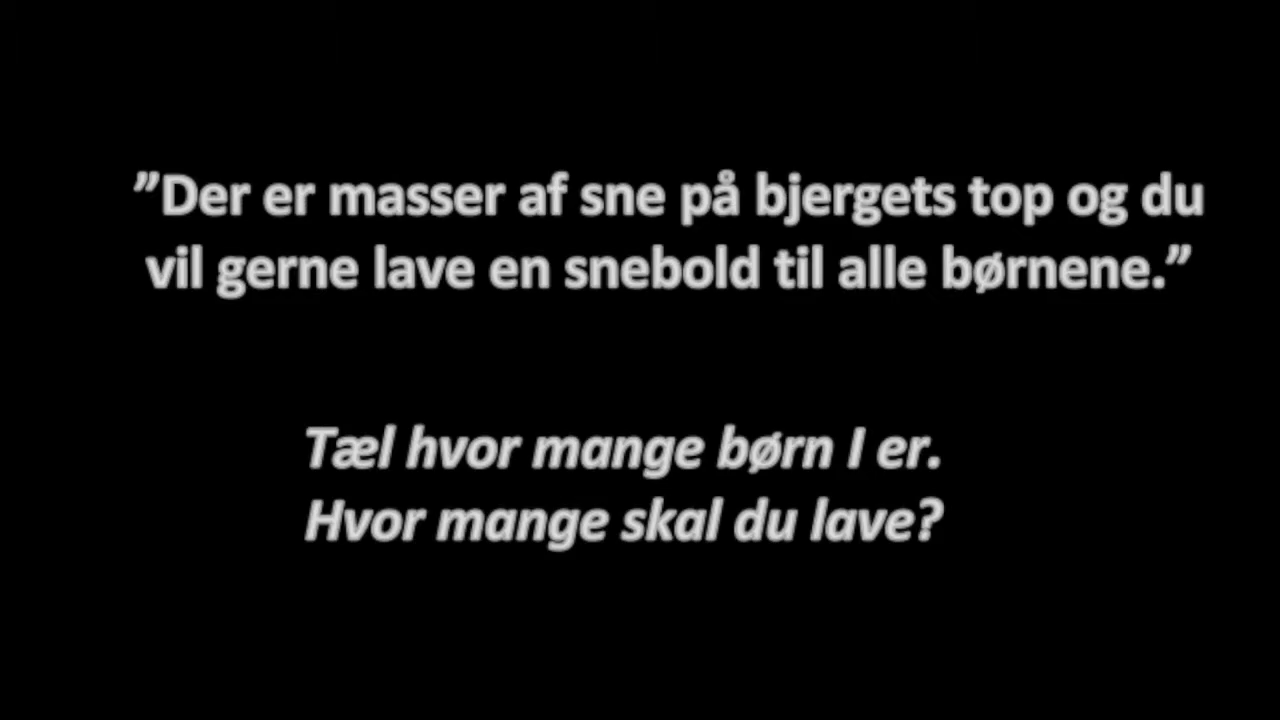 ”Der er masser af sne på bjergets top og du
vil gerne lave en snebold til alle børnene.”
Tæl hvor mange børn I er.
Hvor mange skal du lave?